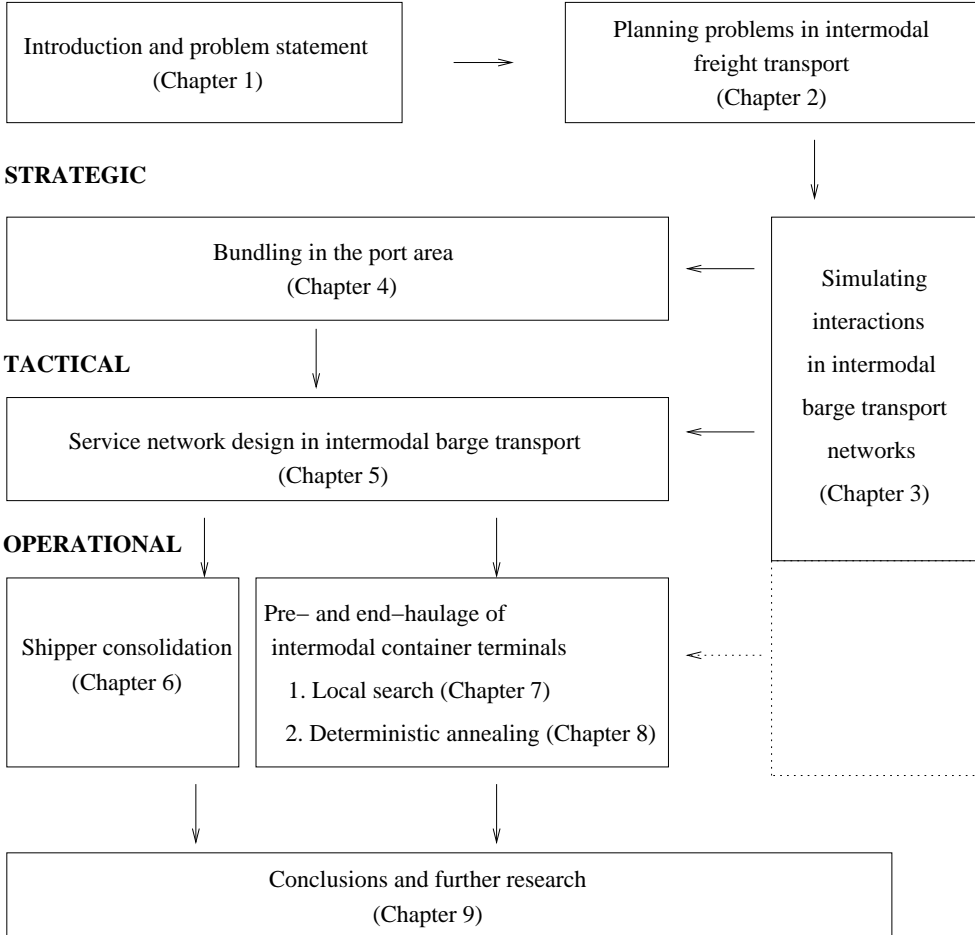 Introduction and problem statement
(Chapter 1)
Planning problems in intermodal
freight transport
(Chapter 2)
STRATEGIC
Bundling in the port area
(Chapter 4)
Simulating
interactions
in intermodal
barge transport
networks
(Chapter 3)
TACTICAL
Service network design in intermodal barge transport
(Chapter 5)
OPERATIONAL
Shipper consolidation
(Chapter 6)
Pre− and end−haulage of
intermodal container terminals
1. Local search (Chapter 7)
2. Deterministic annealing (Chapter 8)
Conclusions and further research
(Chapter 9)